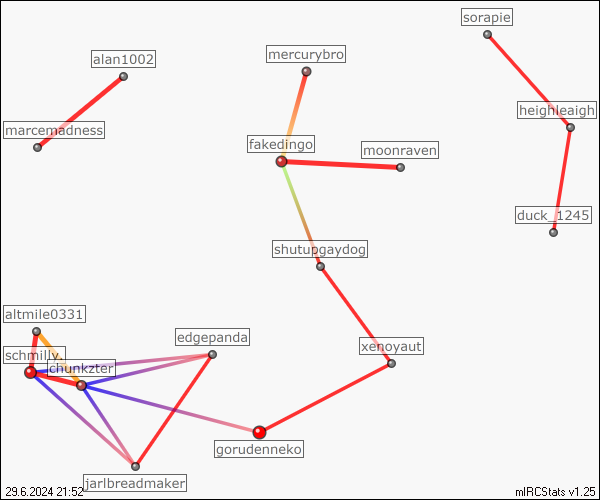 sorapie
mercurybro
alan1002
heighleaigh
marcemadness
fakedingo
moonraven
duck_1245
shutupgaydog
altmile0331
edgepanda
xenoyaut
schmilly_
chunkzter
gorudenneko
jarlbreadmaker
29.6.2024 21:52
mIRCStats v1.25